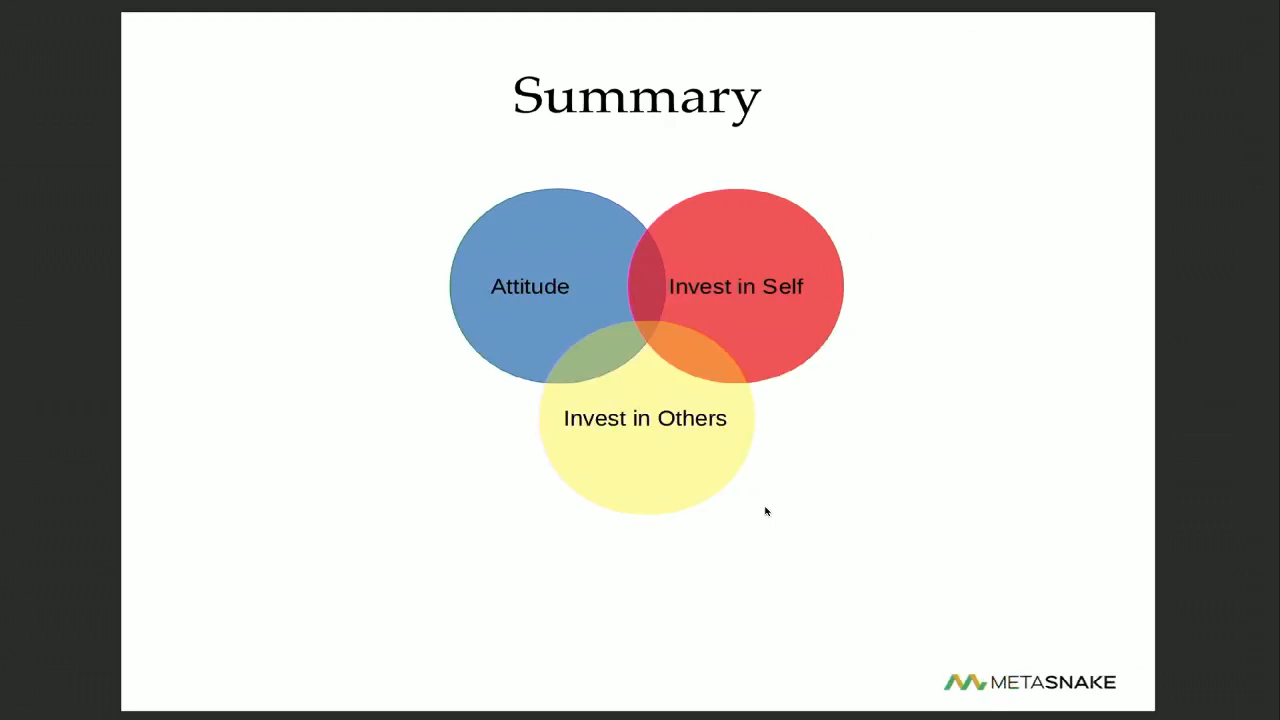 Summary
Attitude
Invest in Self
Invest in Others
METASNAKE